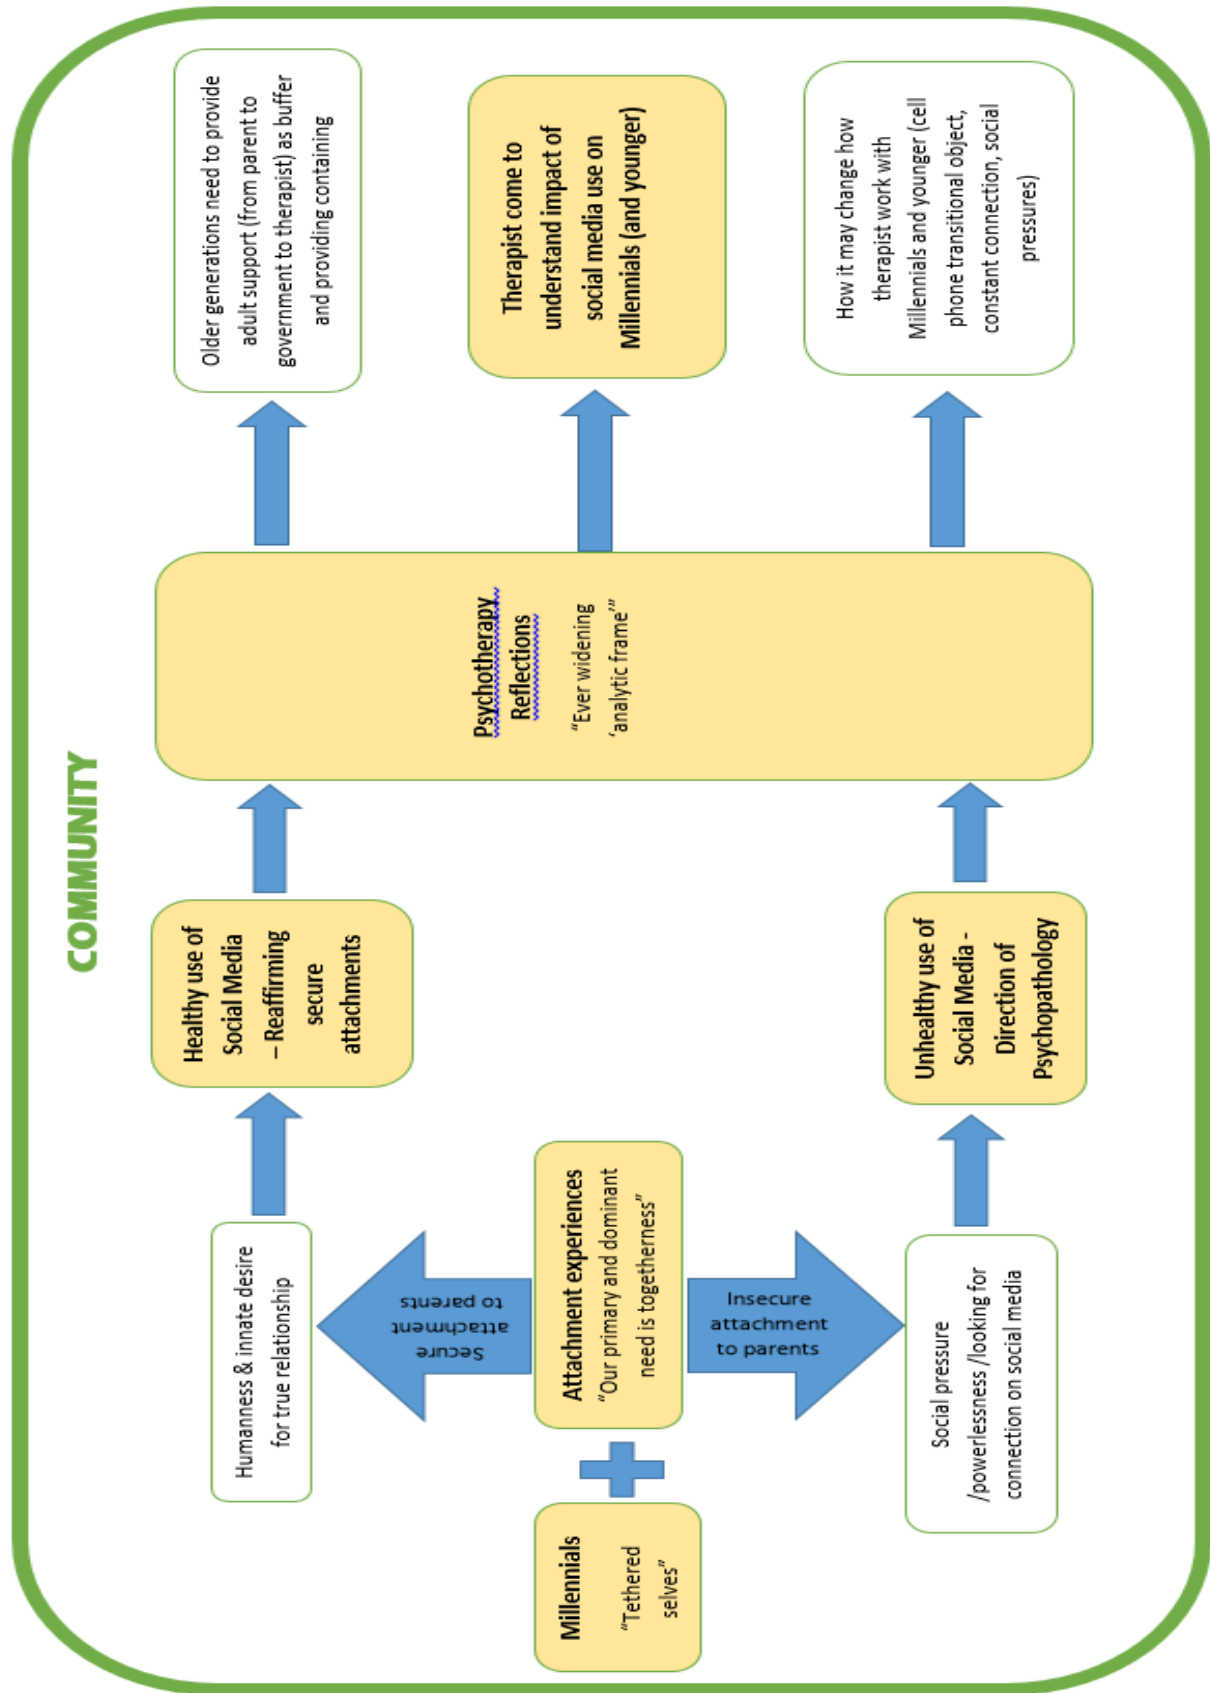 COMMUNITY
Millennials
“Tethered
selves”
Attachment experiences
“Our primary and dominant
need is togetherness”
Secure
attachment
to parents
Insecure
attachment
to parents
Humanness & innate desire
for true relationship
Social pressure
/powerlessness /looking for
connection on social media
Healthy use of
Social Media
– Reaffirming
secure
attachments
Unhealthy use of
Social Media -
Direction of
Psychopathology
Psychotherapy
Reflections
“Ever widening
‘analytic frame’”
Older generations need to provide
adult support (from parent to
government to therapist) as buffer
and providing containing
Therapist come to
understand impact of
social media use on
Millennials (and younger)
How it may change how
therapist work with
Millennials and younger (cell
phone transitional object,
constant connection, social
pressures)